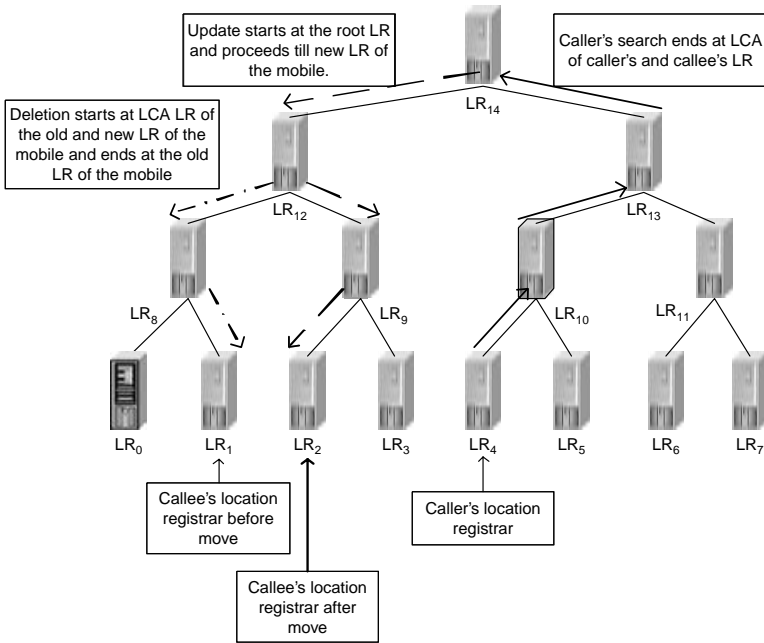 Update starts at the root LR
and proceeds till new LR of
the mobile.
Caller's search ends at LCA
of caller's and callee's LR
LR14
Deletion starts at LCA LR of
the old and new LR of the
mobile and ends at the old
LR of the mobile
LR12
LR13
LR8
LR9
LR10
LR11
LR0
LR1
LR2
LR3
LR4
LR5
LR6
LR7
Callee's location
registrar before
move
Caller's location
registrar
Callee's location
registrar after
move